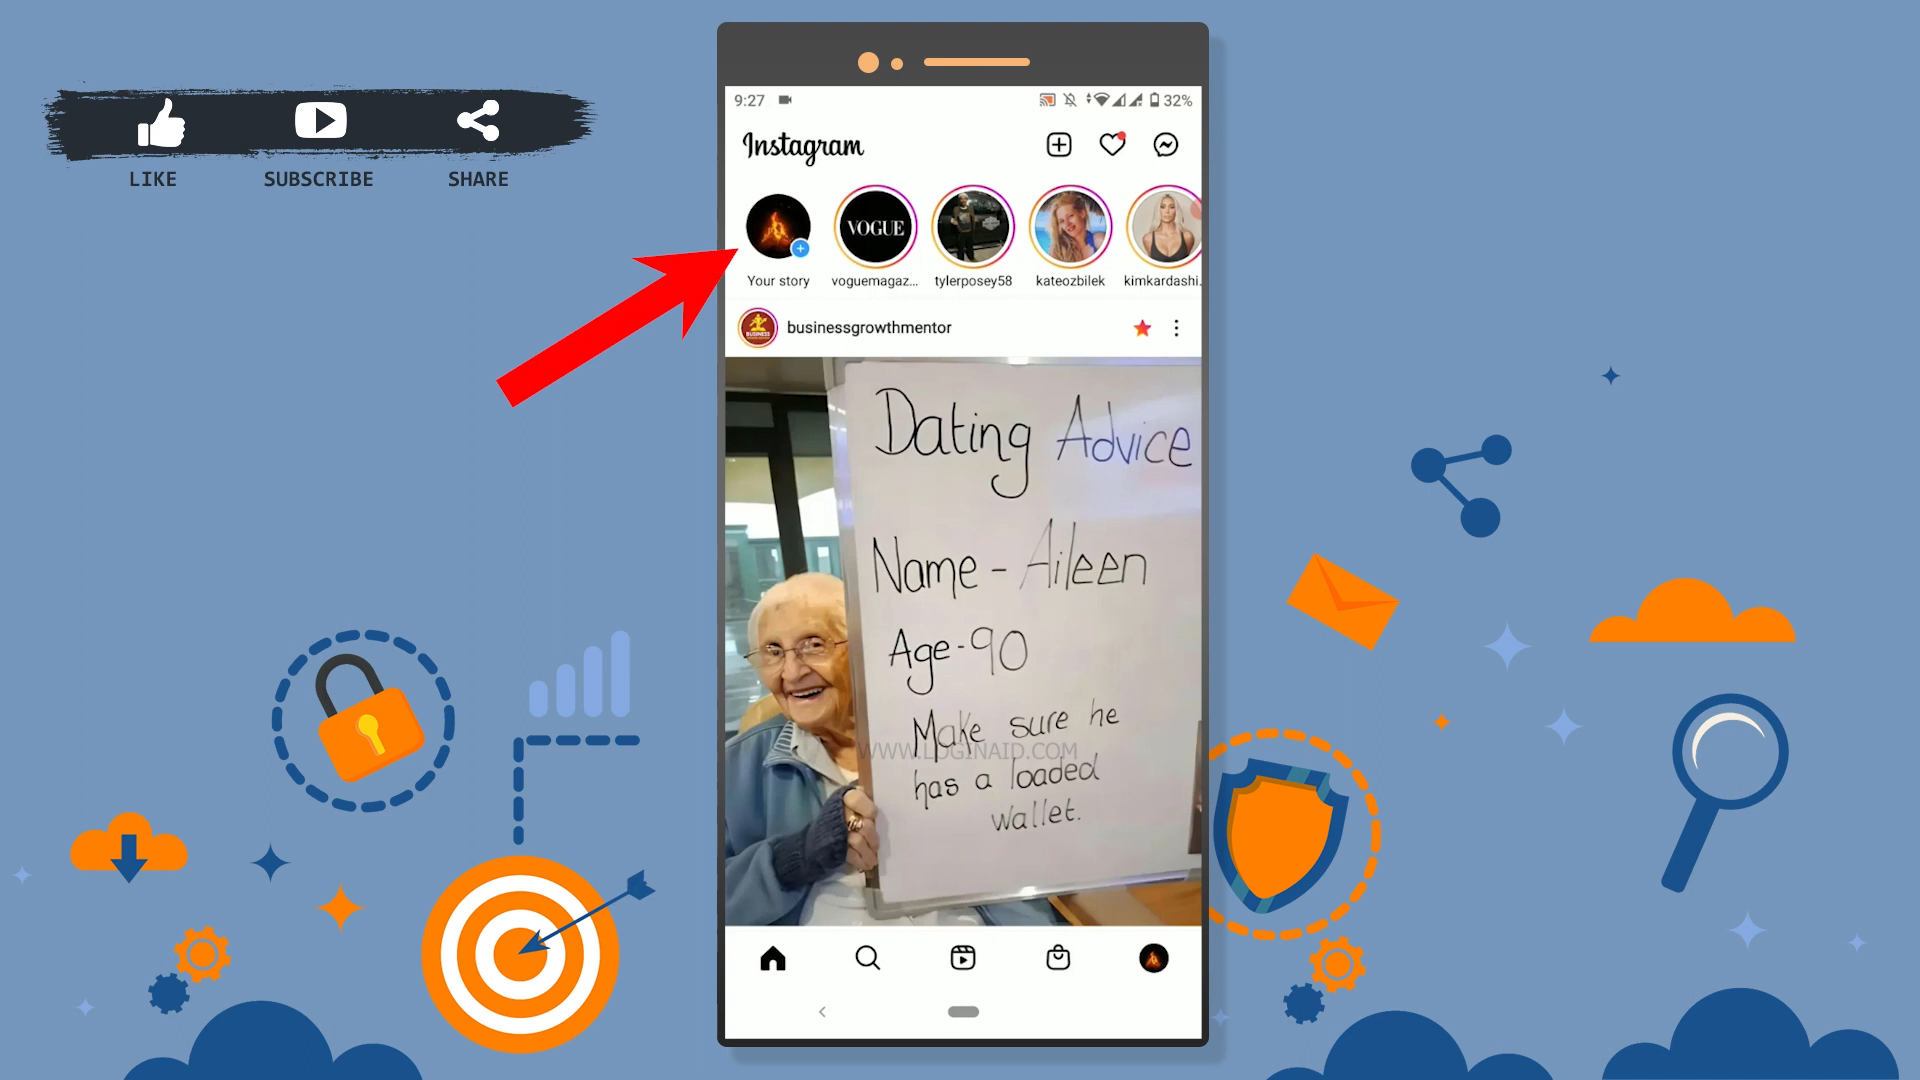 LIKE
SUBSCRIBE
SHARE
9:27
32%
Instagram
VOGUE
Your story
voguemagaz...
tylerposey58
kateozbilek
kimkardashi.
BUSINESS
businessgrowthmentor
Dating Advice
Name - Aileen
Age - 90
Make sure he
WWW.LOGINAID.COM
has a loaded
wallet.